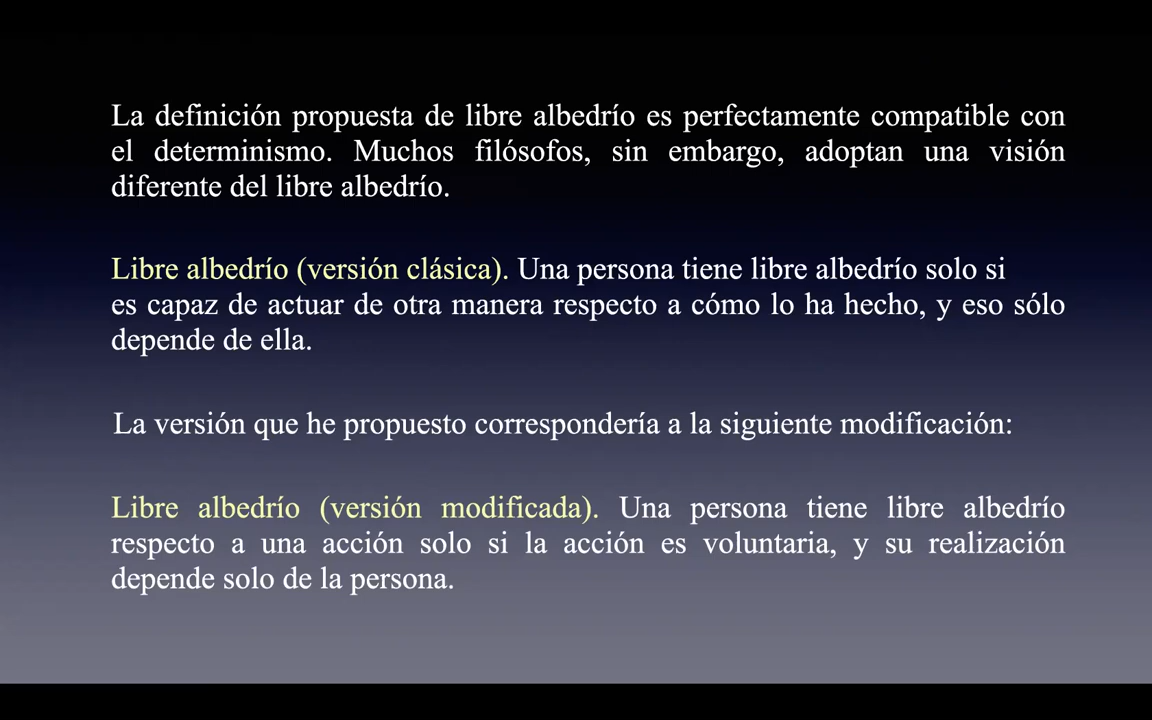 La definición propuesta de libre albedrío es perfectamente compatible con
el determinismo. Muchos filósofos, sin embargo, adoptan una visión
diferente del libre albedrío.
Libre albedrío (versión clásica). Una persona tiene libre albedrío solo si
es capaz de actuar de otra manera respecto a cómo lo ha hecho, y eso sólo
depende de ella.
La versión que he propuesto correspondería a la siguiente modificación:
Libre albedrío (versión modificada). Una persona tiene libre albedrío
respecto a una acción solo si la acción es voluntaria, y su realización
depende solo de la persona.